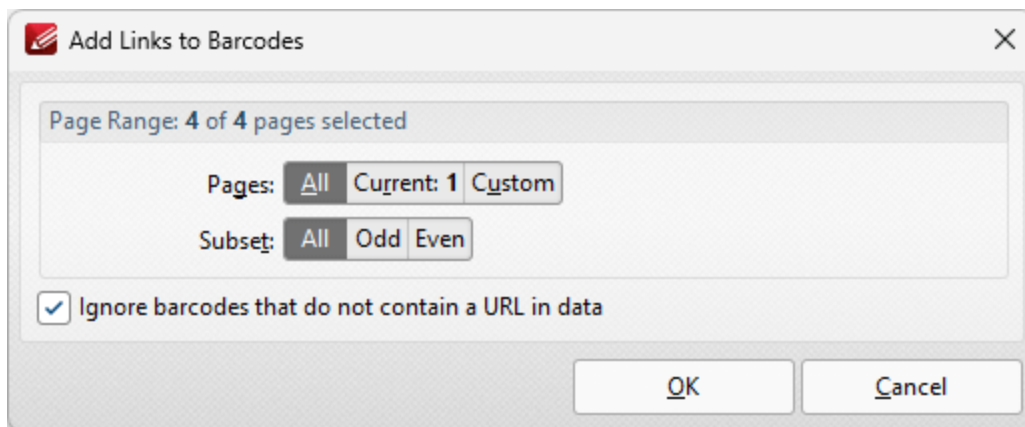 Add Links to Barcodes
Page Range: 4 of 4 pages selected
Pages: All Current: 1 Custom
Subset: All Odd Even
Ignore barcodes that do not contain a URL in data
OK Cancel